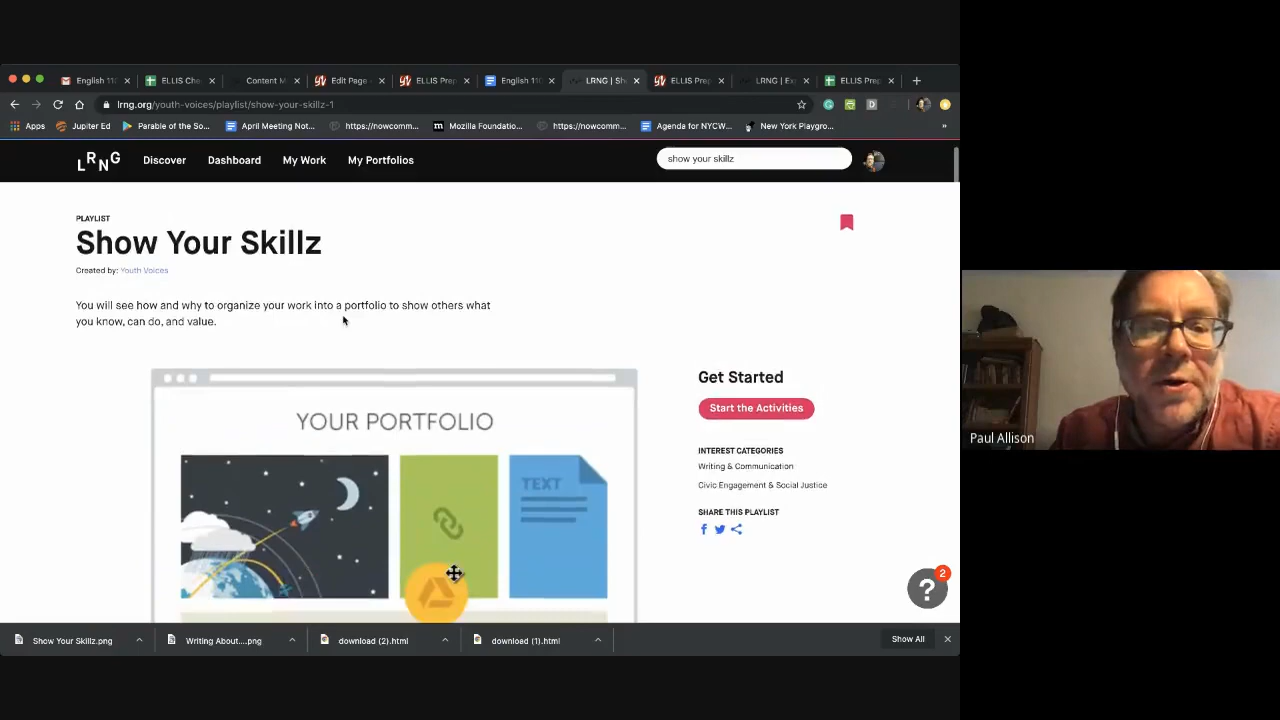 English 11
ELLIS Che
Content M
Edit Page -
ELLIS Prep
English 11
LRNG | Sh
ELLIS Prep
LRNG | Ex
ELLIS Prep
lrng.org/youth-voices/playlist/show-your-skillz-1
Apps
Jupiter Ed
Parable of the So...
April Meeting Not...
https://nowcomm...
Mozilla Foundatio...
https://nowcomm...
Agenda for NYCW...
New York Playgro...
»
LRNG
Discover
Dashboard
My Work
My Portfolios
show your skillz
PLAYLIST
Show Your Skillz
Created by: Youth Voices
You will see how and why to organize your work into a portfolio to show others what
you know, can do, and value.
YOUR PORTFOLIO
TEXT
Get Started
Start the Activities
INTEREST CATEGORIES
Writing & Communication
Civic Engagement & Social Justice
SHARE THIS PLAYLIST
?
2
Show Your Skillz.png
Writing About....png
download (2).html
download (1).html
Show All
Paul Allison